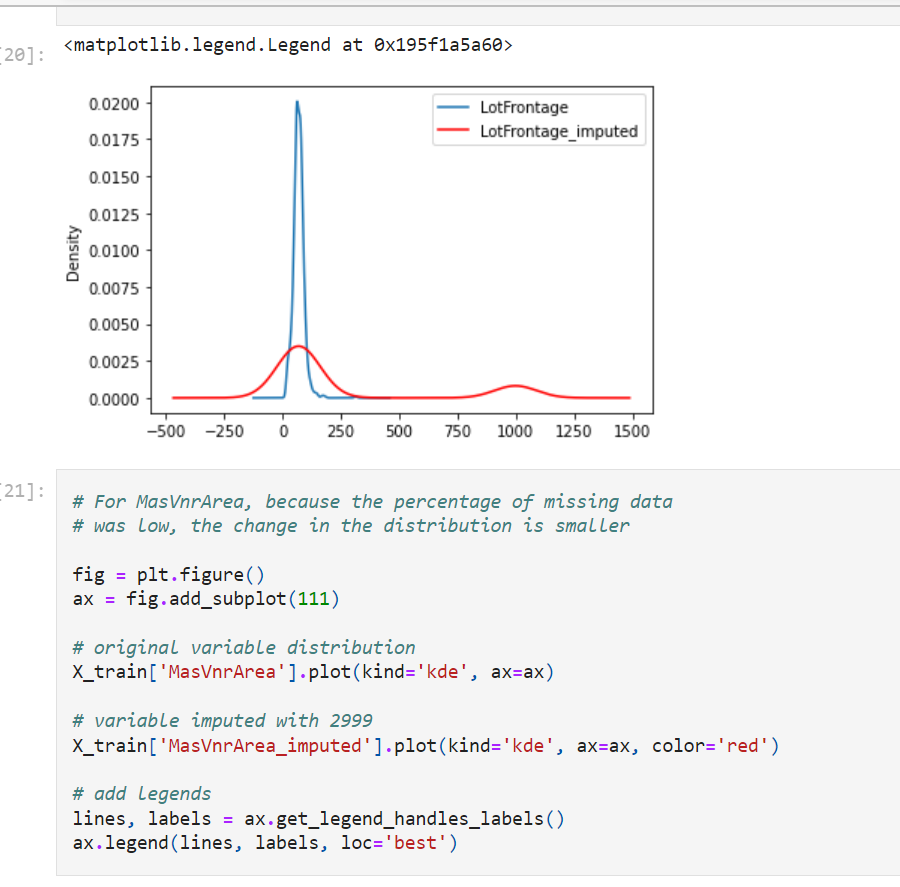 <matplotlib.legend.Legend at 0x195f1a5a60>
20]:
LotFrontage
LotFrontage_imputed
0.0200
0.0175
0.0150
0.0125
0.0100
0.0075
0.0050
0.0025
0.0000
Density
−500 −250 0 250 500 750 1000 1250 1500
21]:
# For MasVnrArea, because the percentage of missing data
# was low, the change in the distribution is smaller
fig = plt.figure()
ax = fig.add_subplot(111)
# original variable distribution
X_train['MasVnrArea'].plot(kind='kde', ax=ax)
# variable imputed with 2999
X_train['MasVnrArea_imputed'].plot(kind='kde', ax=ax, color='red')
# add legends
lines, labels = ax.get_legend_handles_labels()
ax.legend(lines, labels, loc='best')